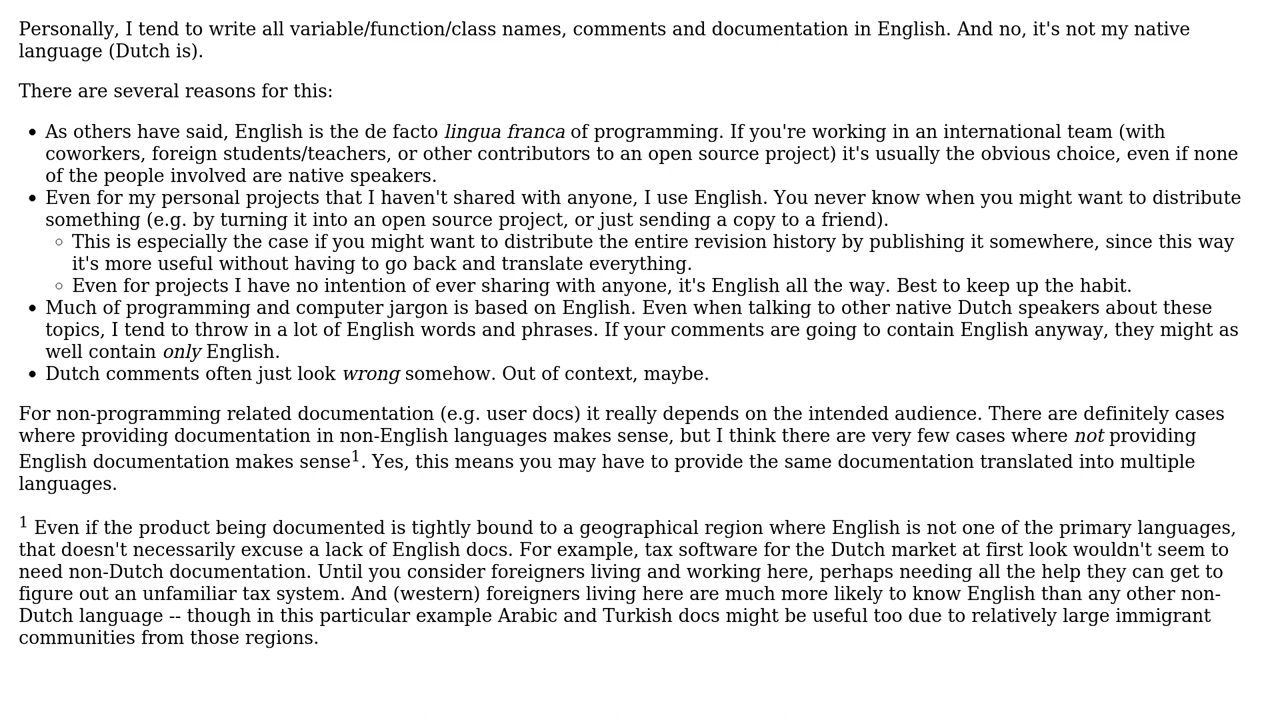 Personally, I tend to write all variable/function/class names, comments and documentation in English. And no, it's not my native
language (Dutch is).
There are several reasons for this:
• As others have said, English is the de facto lingua franca of programming. If you're working in an international team (with
coworkers, foreign students/teachers, or other contributors to an open source project) it's usually the obvious choice, even if none
of the people involved are native speakers.
• Even for my personal projects that I haven't shared with anyone, I use English. You never know when you might want to distribute
something (e.g. by turning it into an open source project, or just sending a copy to a friend).
◦ This is especially the case if you might want to distribute the entire revision history by publishing it somewhere, since this way
it's more useful without having to go back and translate everything.
◦ Even for projects I have no intention of ever sharing with anyone, it's English all the way. Best to keep up the habit.
• Much of programming and computer jargon is based on English. Even when talking to other native Dutch speakers about these
topics, I tend to throw in a lot of English words and phrases. If your comments are going to contain English anyway, they might as
well contain only English.
• Dutch comments often just look wrong somehow. Out of context, maybe.
For non-programming related documentation (e.g. user docs) it really depends on the intended audience. There are definitely cases
where providing documentation in non-English languages makes sense, but I think there are very few cases where not providing
English documentation makes sense1. Yes, this means you may have to provide the same documentation translated into multiple
languages.
1 Even if the product being documented is tightly bound to a geographical region where English is not one of the primary languages,
that doesn't necessarily excuse a lack of English docs. For example, tax software for the Dutch market at first look wouldn't seem to
need non-Dutch documentation. Until you consider foreigners living and working here, perhaps needing all the help they can get to
figure out an unfamiliar tax system. And (western) foreigners living here are much more likely to know English than any other non-
Dutch language -- though in this particular example Arabic and Turkish docs might be useful too due to relatively large immigrant
communities from those regions.